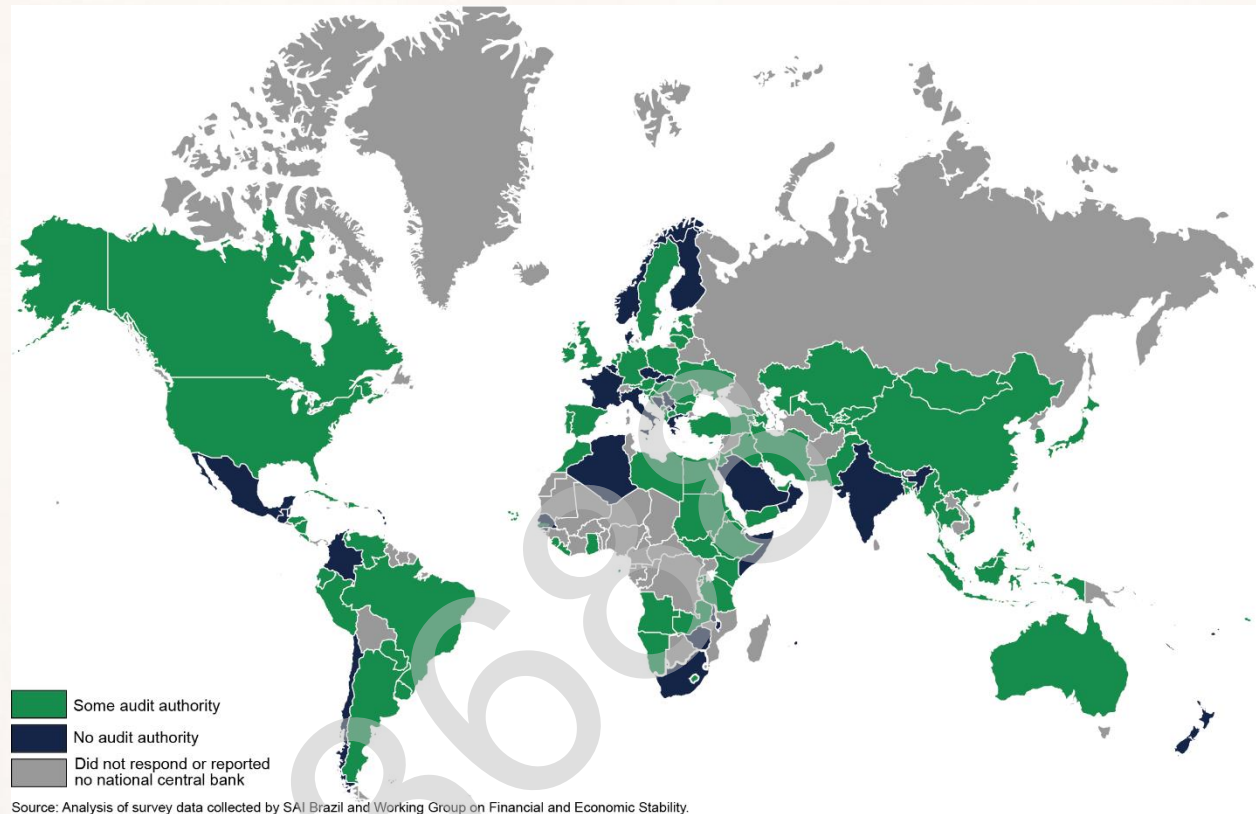 Some audit authority
No audit authority
Did not respond or reported
no national central bank
Source: Analysis of survey data collected by SAI Brazil and Working Group on Financial and Economic Stability.